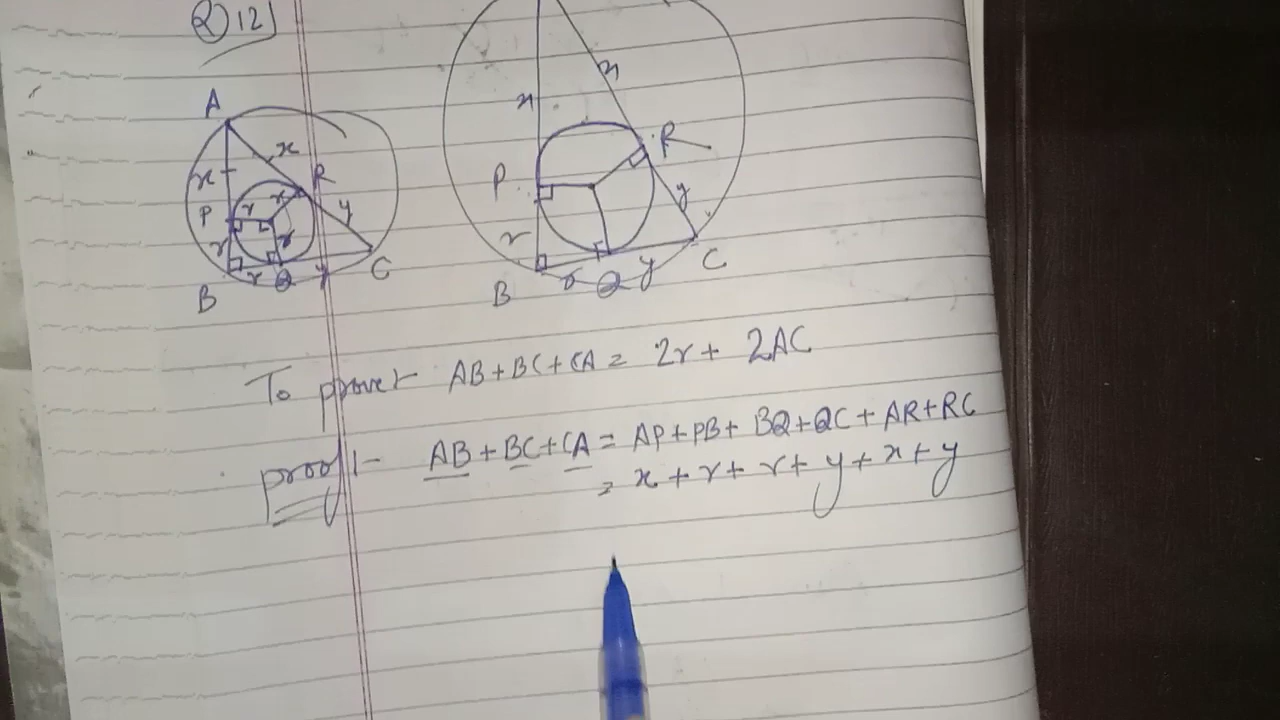 Q 12]
A
x
x
R
P
r
r
y
r
r
B
r
Q
y
C
x
x
R
P
y
r
B
r
Q
y
C
To prove:- AB + BC + CA = 2r + 2AC
proof:- AB + BC + CA = AP + PB + BQ + QC + AR + RC
= x + r + r + y + x + y